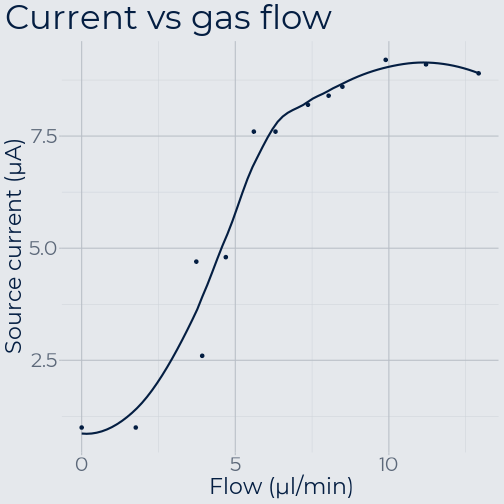 Current vs gas flow
Source current (µA)
7.5
5.0
2.5
0 5 10
Flow (µl/min)